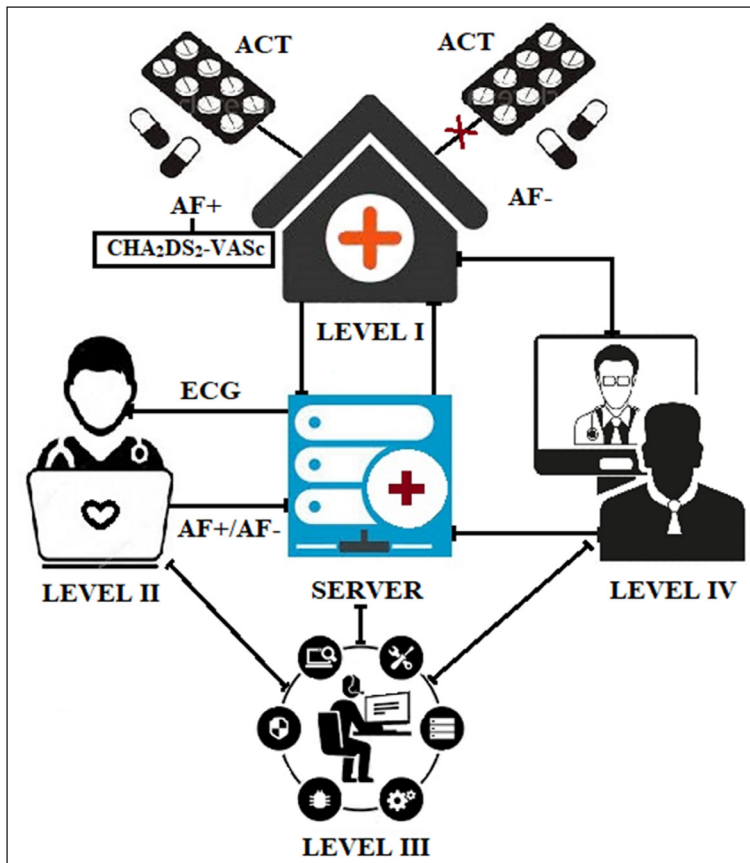 ACT
ACT
AF+
AF-
CHA₂DS₂-VASc
LEVEL I
ECG
AF+/AF-
LEVEL II
SERVER
LEVEL IV
LEVEL III